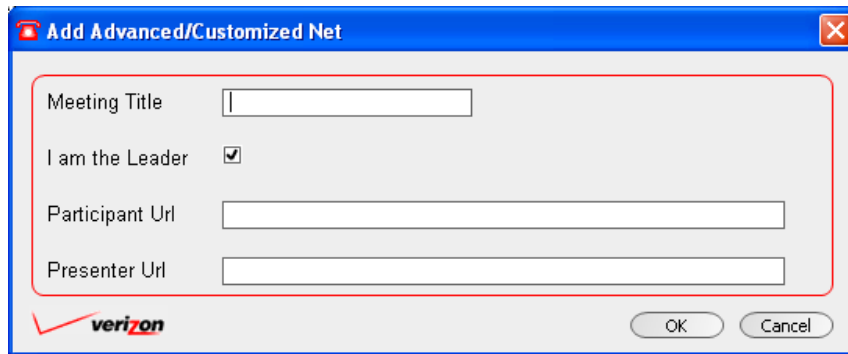 Add Advanced/Customized Net
Meeting Title
I am the Leader
Participant Url
Presenter Url
verizon
OK
Cancel